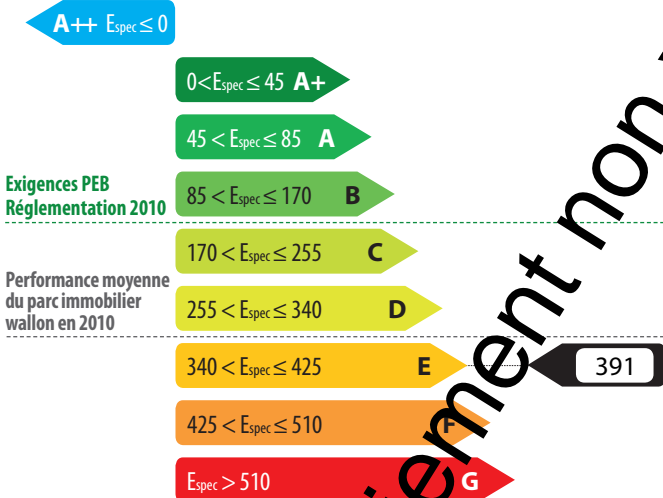 A++ Espec ≤ 0
0<Espec ≤ 45 A+
45 < Espec ≤ 85 A
Exigences PEB
Réglementation 2010
85 < Espec ≤ 170 B
170 < Espec ≤ 255 C
Performance moyenne
du parc immobilier
wallon en 2010
255 < Espec ≤ 340 D
340 < Espec ≤ 425 E
391
425 < Espec ≤ 510 F
Espec > 510 G
ement non